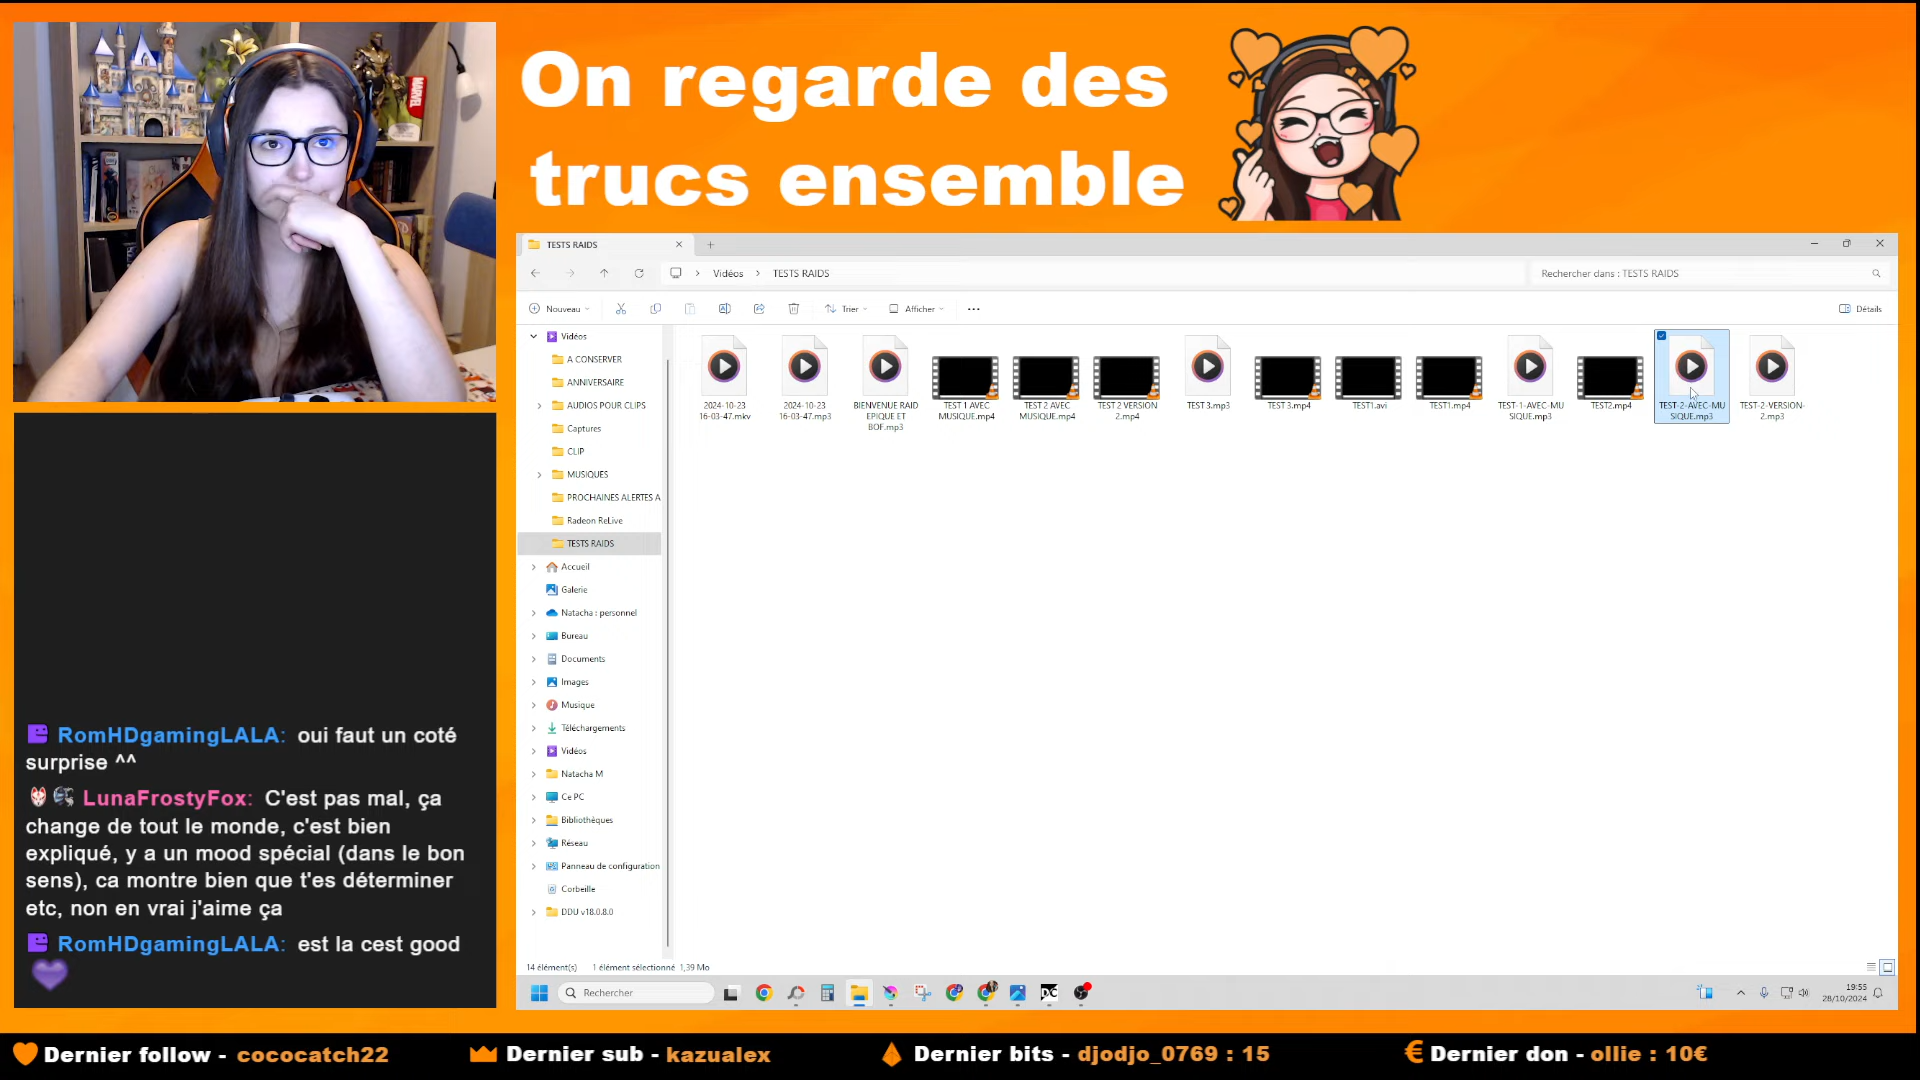 On regarde des
trucs ensemble
MARVEL
TESTS RAIDS
Vidéos > TESTS RAIDS
Rechercher dans : TESTS RAIDS
Nouveau
Trier
Afficher
Détails
Vidéos
A CONSERVER
ANNIVERSAIRE
AUDIOS POUR CLIPS
Captures
CLIP
MUSIQUES
PROCHAINES ALERTES A
Radeon ReLive
TESTS RAIDS
Accueil
Galerie
Natacha : personnel
Bureau
Documents
Images
Musique
Téléchargements
Vidéos
Natacha M
Ce PC
Bibliothèques
Réseau
Panneau de configuration
Corbeille
DDU v18.0.8.0
2024-10-23
16-03-47.mkv
2024-10-23
16-03-47.mp3
BIENVENUE RAID
EPIQUE ET
BOF.mp3
TEST 1 AVEC
MUSIQUE.mp4
TEST 2 AVEC
MUSIQUE.mp4
TEST 2 VERSION
2.mp4
TEST 3.mp3
TEST 3.mp4
TEST1.avi
TEST1.mp4
TEST-1-AVEC-MU
SIQUE.mp3
TEST2.mp4
TEST-2-AVEC-MU
SIQUE.mp3
TEST-2-VERSION-
2.mp3
14 élément(s) 1 élément sélectionné 1,39 Mo
Rechercher
19:55
28/10/2024
RomHDgamingLALA: oui faut un coté
surprise ^^
LunaFrostyFox: C'est pas mal, ça
change de tout le monde, c'est bien
expliqué, y a un mood spécial (dans le bon
sens), ca montre bien que t'es déterminer
etc, non en vrai j'aime ça
RomHDgamingLALA: est la cest good
Dernier follow - cococatch22
Dernier sub - kazualex
Dernier bits - djodjo_0769 : 15
Dernier don - ollie : 10€